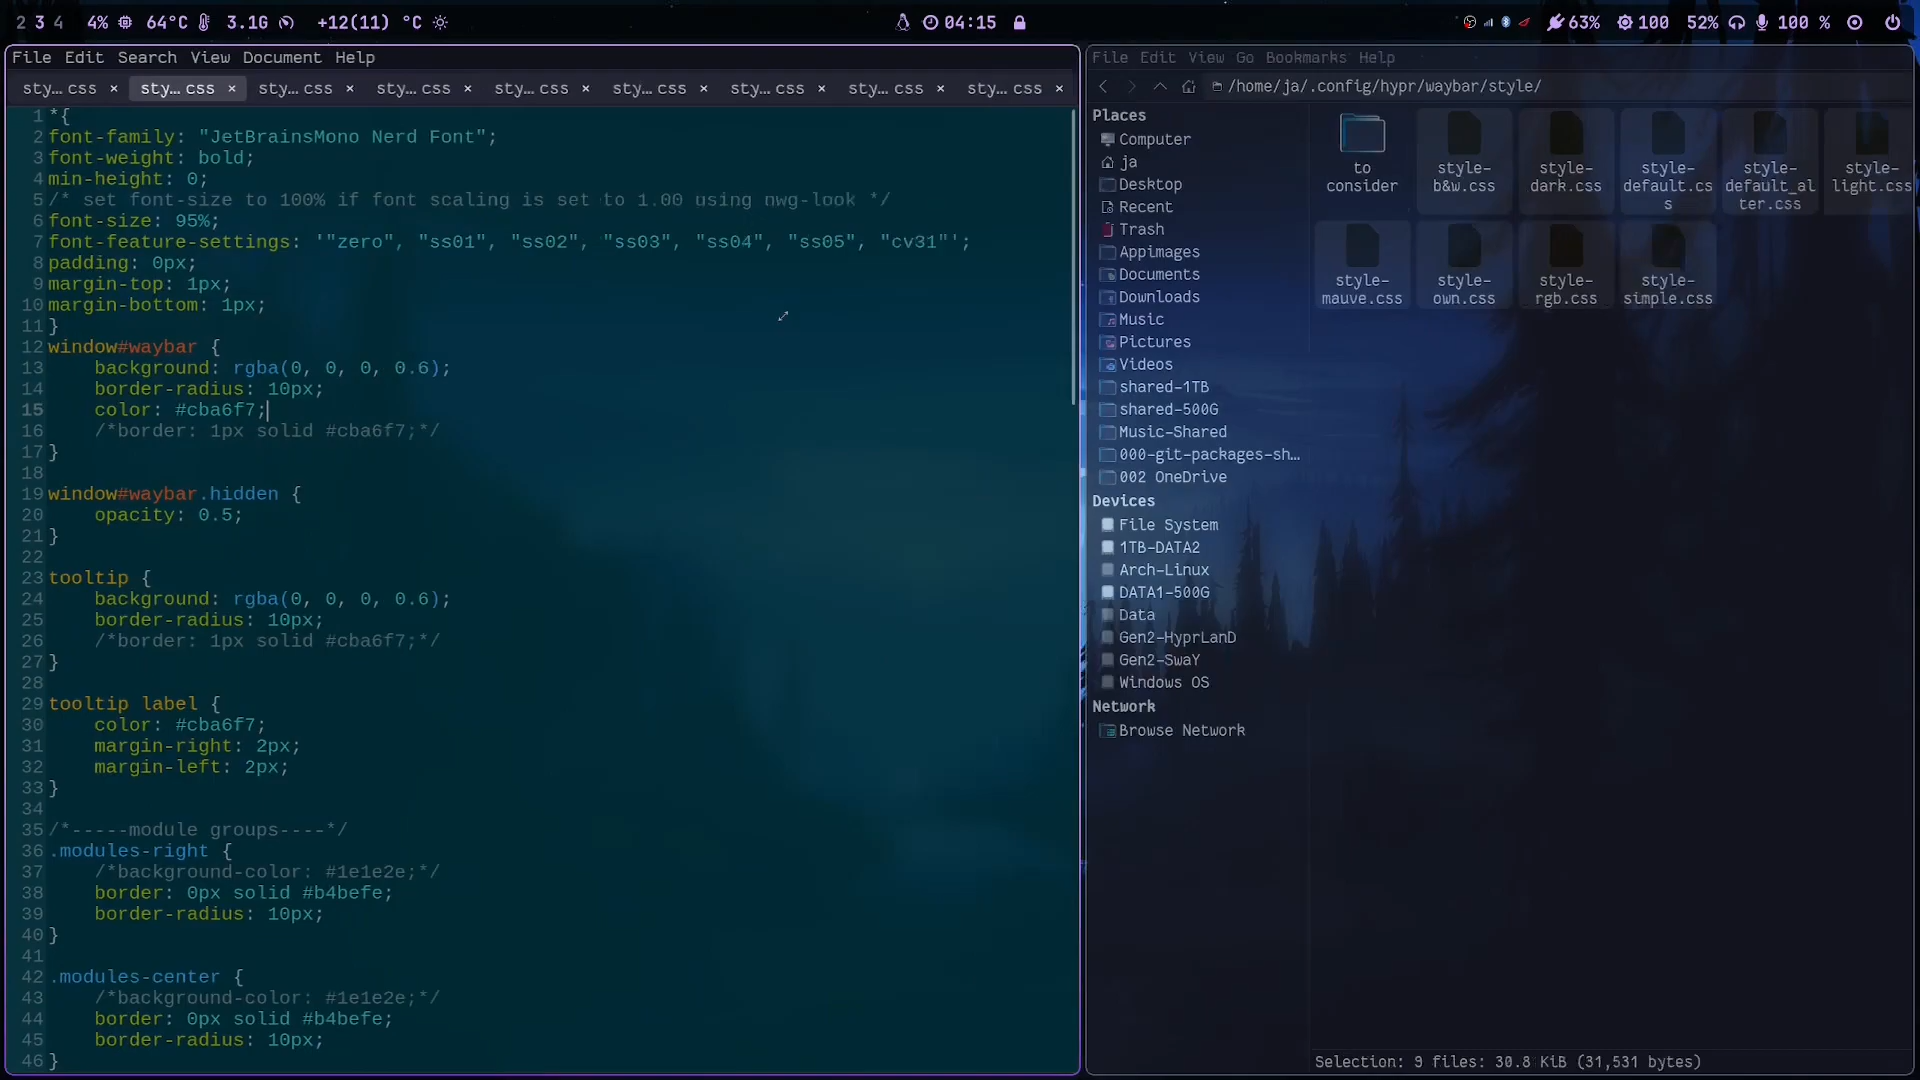 2 3 4 4% 64°C 3.1G +12(11) °C 04:15 63% 100 52% 100 %
File Edit Search View Document Help
sty… css × sty… css × sty… css × sty… css × sty… css × sty… css × sty… css × sty… css × sty… css ×
1 *{
2 font-family: "JetBrainsMono Nerd Font";
3 font-weight: bold;
4 min-height: 0;
5 /* set font-size to 100% if font scaling is set to 1.00 using nwg-look */
6 font-size: 95%;
7 font-feature-settings: '"zero", "ss01", "ss02", "ss03", "ss04", "ss05", "cv31"';
8 padding: 0px;
9 margin-top: 1px;
10 margin-bottom: 1px;
11 }
12 window#waybar {
13 background: rgba(0, 0, 0, 0.6);
14 border-radius: 10px;
15 color: #cba6f7;
16 /*border: 1px solid #cba6f7;*/
17 }
18
19 window#waybar.hidden {
20 opacity: 0.5;
21 }
22
23 tooltip {
24 background: rgba(0, 0, 0, 0.6);
25 border-radius: 10px;
26 /*border: 1px solid #cba6f7;*/
27 }
28
29 tooltip label {
30 color: #cba6f7;
31 margin-right: 2px;
32 margin-left: 2px;
33 }
34
35 /*-----module groups----*/
36 .modules-right {
37 /*background-color: #1e1e2e;*/
38 border: 0px solid #b4befe;
39 border-radius: 10px;
40 }
41
42 .modules-center {
43 /*background-color: #1e1e2e;*/
44 border: 0px solid #b4befe;
45 border-radius: 10px;
46 }
File Edit View Go Bookmarks Help
/home/ja/.config/hypr/waybar/style/
Places
Computer
ja
Desktop
Recent
Trash
Appimages
Documents
Downloads
Music
Pictures
Videos
shared-1TB
shared-500G
Music-Shared
000-git-packages-sh…
002 OneDrive
Devices
File System
1TB-DATA2
Arch-Linux
DATA1-500G
Data
Gen2-HyprLanD
Gen2-SwaY
Windows OS
Network
Browse Network
to consider
style-b&w.css
style-dark.css
style-default.css
style-default_alter.css
style-light.css
style-mauve.css
style-own.css
style-rgb.css
style-simple.css
Selection: 9 files: 30.8 KiB (31,531 bytes)